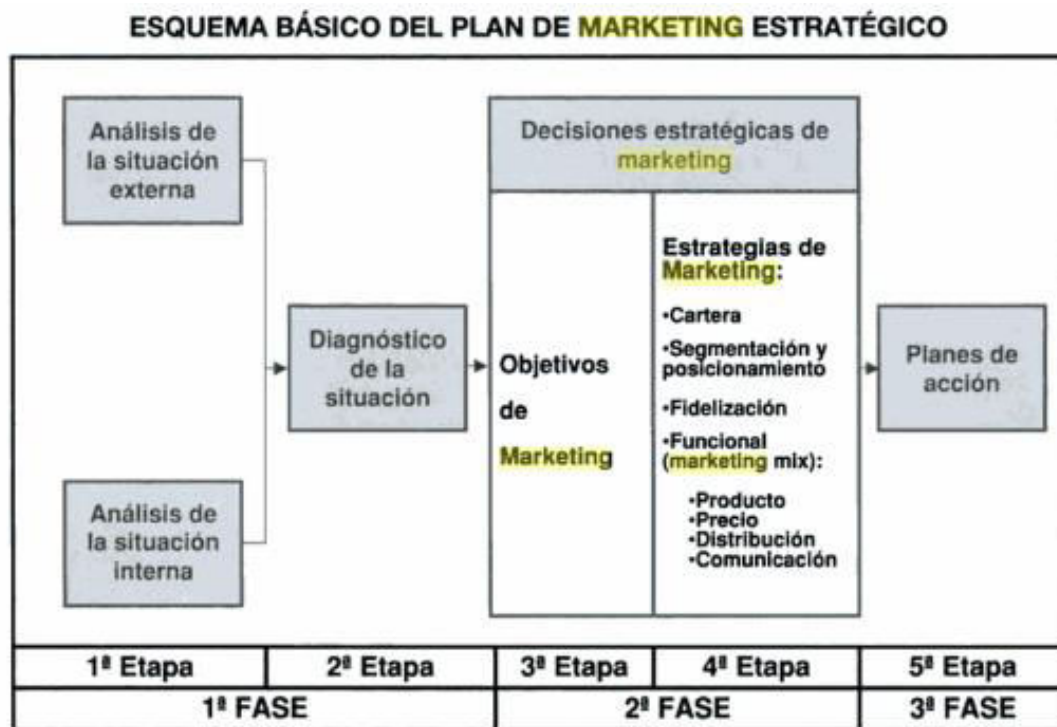 ESQUEMA BÁSICO DEL PLAN DE MARKETING ESTRATÉGICO
Análisis de
la situación
externa
Análisis de
la situación
interna
Diagnóstico
de la
situación
Decisiones estratégicas de
marketing
Objetivos
de
Marketing
Estrategias de
Marketing:
•Cartera
•Segmentación y
posicionamiento
•Fidelización
•Funcional
(marketing mix):
•Producto
•Precio
•Distribución
•Comunicación
Planes de
acción
1ª Etapa
2ª Etapa
3ª Etapa
4ª Etapa
5ª Etapa
1ª FASE
2ª FASE
3ª FASE